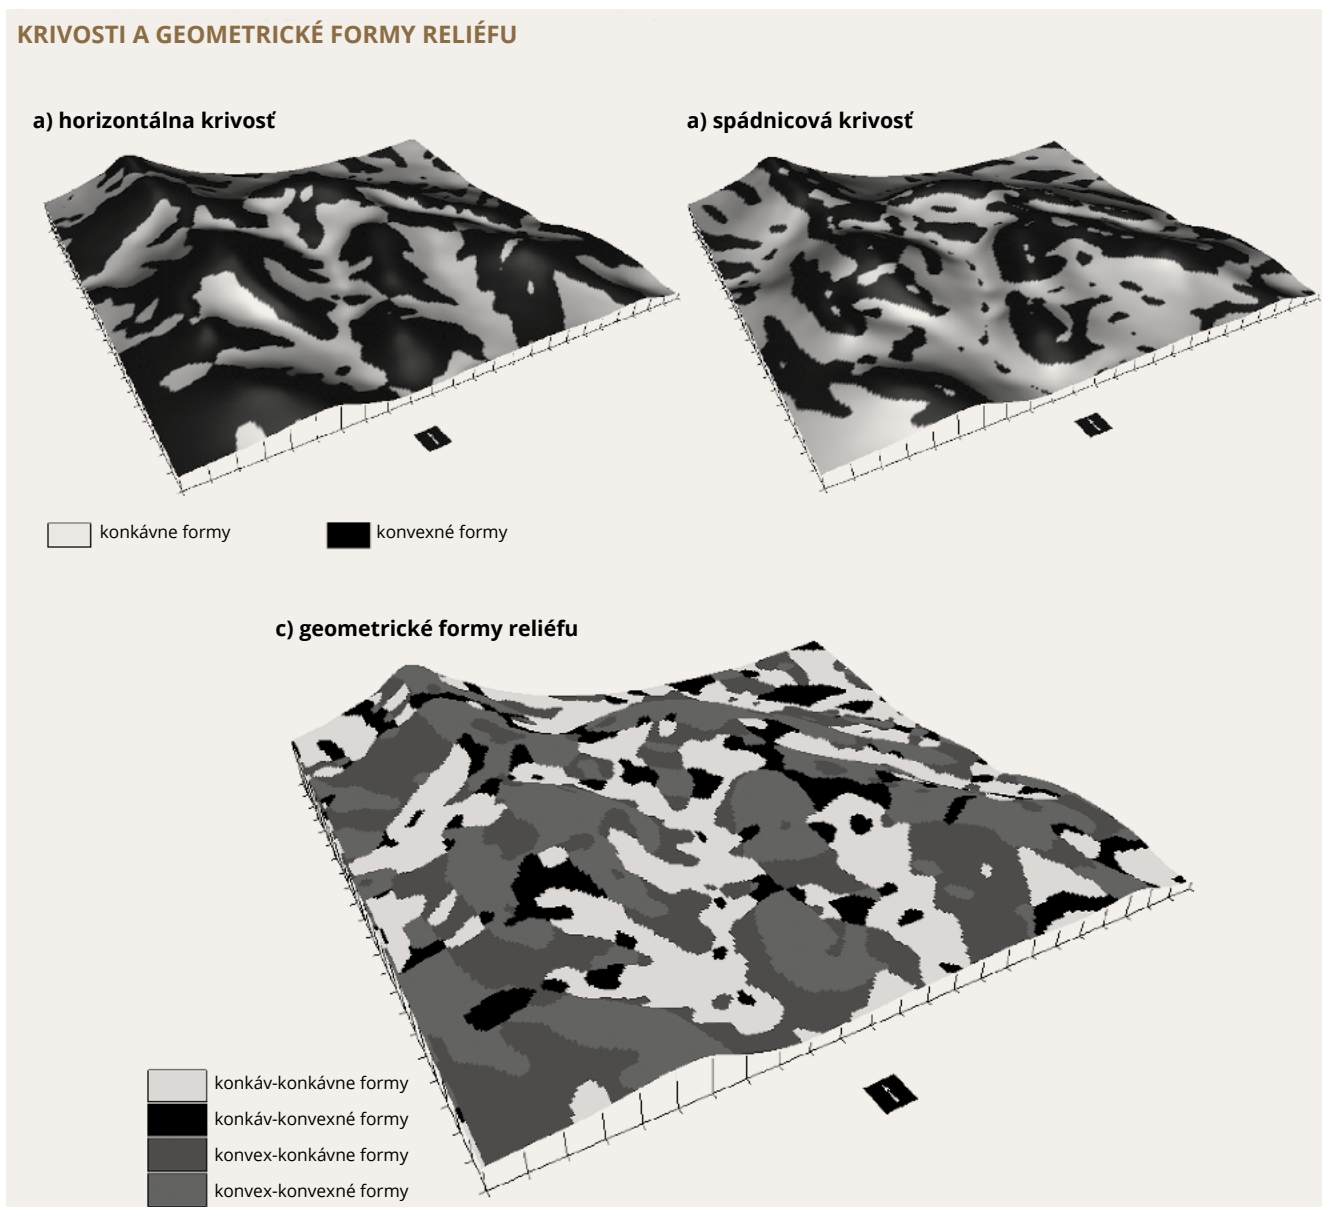 KRIVOSTI A GEOMETRICKÉ FORMY RELIÉFU
a) horizontálna krivosť
a) spádnicová krivosť
konkávne formy
konvexné formy
c) geometrické formy reliéfu
konkáv-konkávne formy
konkáv-konvexné formy
konvex-konkávne formy
konvex-konvexné formy